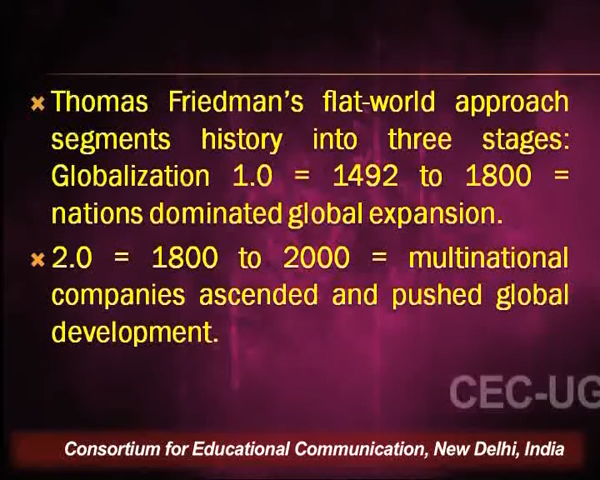 Thomas Friedman's flat-world approach
segments history into three stages:
Globalization 1.0 = 1492 to 1800 =
nations dominated global expansion.
2.0 = 1800 to 2000 = multinational
companies ascended and pushed global
development.
CEC-UG
Consortium for Educational Communication, New Delhi, India